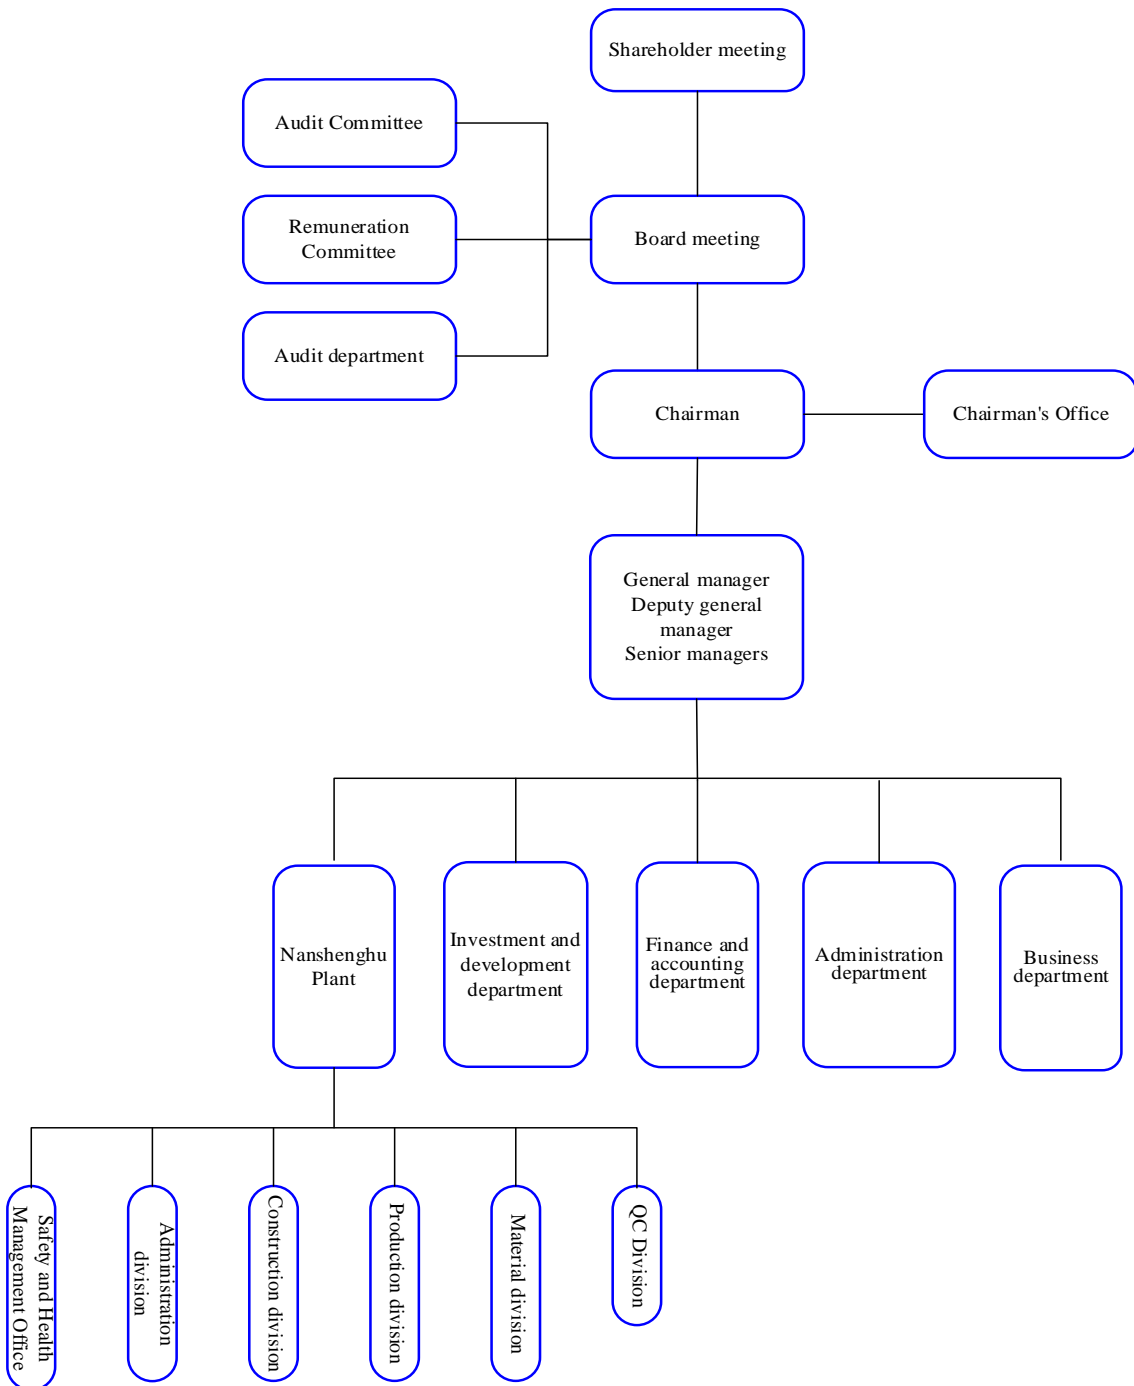 Shareholder meeting
Audit Committee
Remuneration
Committee
Board meeting
Audit department
Chairman
Chairman's Office
General manager
Deputy general
manager
Senior managers
Nanshenghu
Plant
Investment and
development
department
Finance and
accounting
department
Administration
department
Business
department
Safety and Health
Management Office
Administration
division
Construction division
Production division
Material division
QC Division